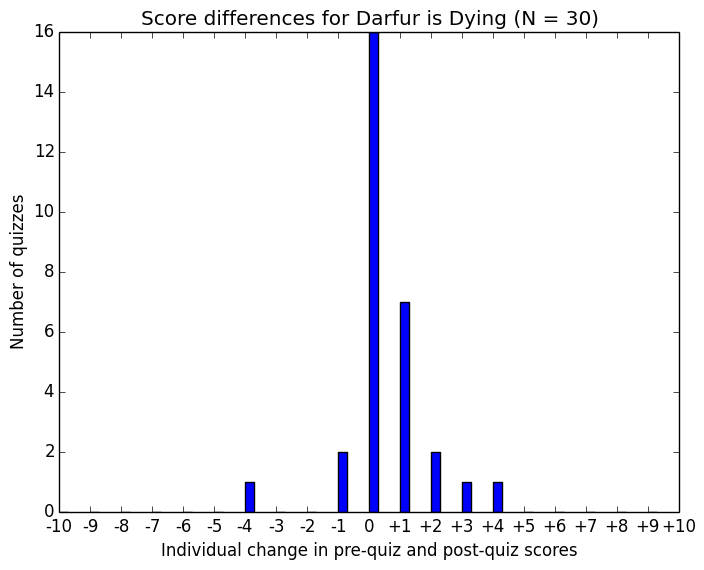 Score differences for Darfur is Dying (N = 30)
16
14
12
10
8
6
4
2
0
Number of quizzes
-10 -9 -8 -7 -6 -5 -4 -3 -2 -1 0 +1 +2 +3 +4 +5 +6 +7 +8 +9 +10
Individual change in pre-quiz and post-quiz scores